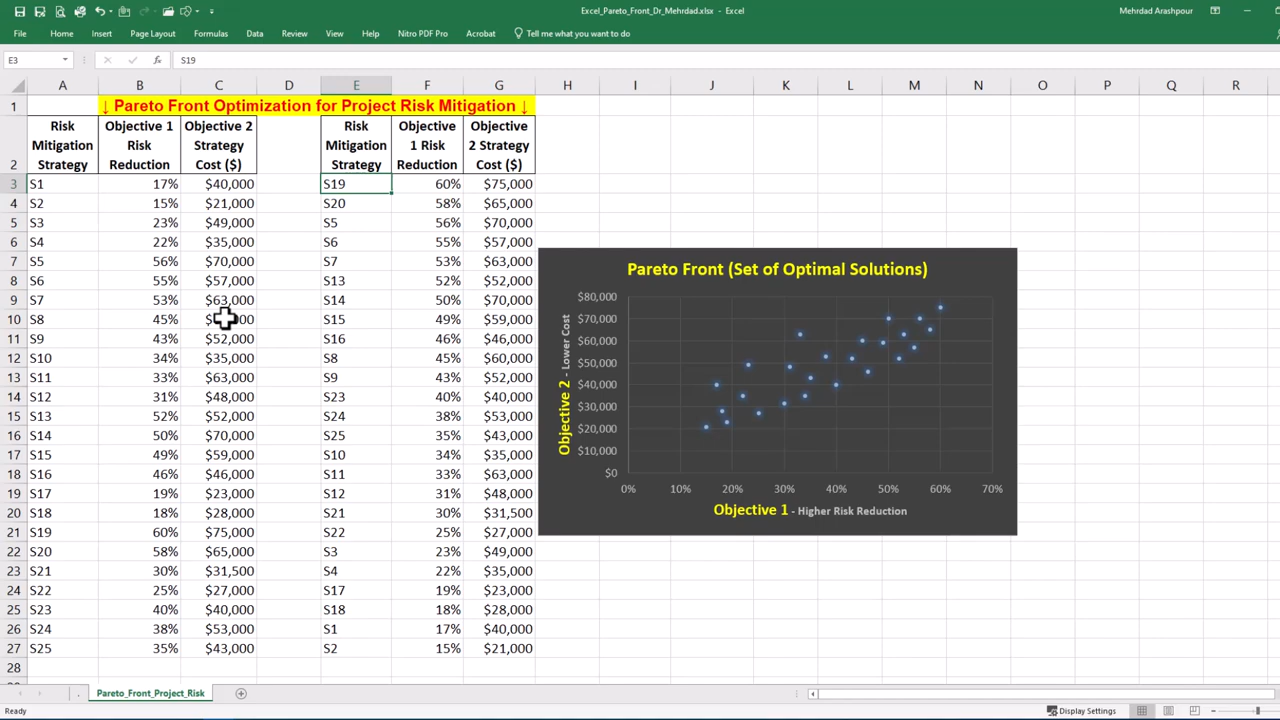 Excel_Pareto_Front_Dr_Mehrdad.xlsx - Excel
Mehrdad Arashpour
File Home Insert Page Layout Formulas Data Review View Help Nitro PDF Pro Acrobat Tell me what you want to do
E3 fx S19
A B C D E F G H I J K L M N O P Q R
1 ↓ Pareto Front Optimization for Project Risk Mitigation ↓
Risk Objective 1 Objective 2 Risk Objective Objective
Mitigation Risk Strategy Mitigation 1 Risk 2 Strategy
2 Strategy Reduction Cost ($) Strategy Reduction Cost ($)
3 S1 17% $40,000 S19 60% $75,000
4 S2 15% $21,000 S20 58% $65,000
5 S3 23% $49,000 S5 56% $70,000
6 S4 22% $35,000 S6 55% $57,000
7 S5 56% $70,000 S7 53% $63,000
8 S6 55% $57,000 S13 52% $52,000
9 S7 53% $63,000 S14 50% $70,000
10 S8 45% S15 49% $59,000
11 S9 43% $52,000 S16 46% $46,000
12 S10 34% $35,000 S8 45% $60,000
13 S11 33% $63,000 S9 43% $52,000
14 S12 31% $48,000 S23 40% $40,000
15 S13 52% $52,000 S24 38% $53,000
16 S14 50% $70,000 S25 35% $43,000
17 S15 49% $59,000 S10 34% $35,000
18 S16 46% $46,000 S11 33% $63,000
19 S17 19% $23,000 S12 31% $48,000
20 S18 18% $28,000 S21 30% $31,500
21 S19 60% $75,000 S22 25% $27,000
22 S20 58% $65,000 S3 23% $49,000
23 S21 30% $31,500 S4 22% $35,000
24 S22 25% $27,000 S17 19% $23,000
25 S23 40% $40,000 S18 18% $28,000
26 S24 38% $53,000 S1 17% $40,000
27 S25 35% $43,000 S2 15% $21,000
28
Pareto Front (Set of Optimal Solutions)
Objective 2 - Lower Cost
$80,000
$70,000
$60,000
$50,000
$40,000
$30,000
$20,000
$10,000
$0
0% 10% 20% 30% 40% 50% 60% 70%
Objective 1 - Higher Risk Reduction
Pareto_Front_Project_Risk
Ready
Display Settings